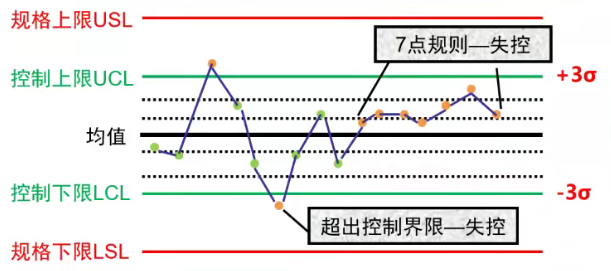 规格上限USL
7点规则—失控
控制上限UCL
+3σ
均值
控制下限LCL
-3σ
超出控制界限—失控
规格下限LSL